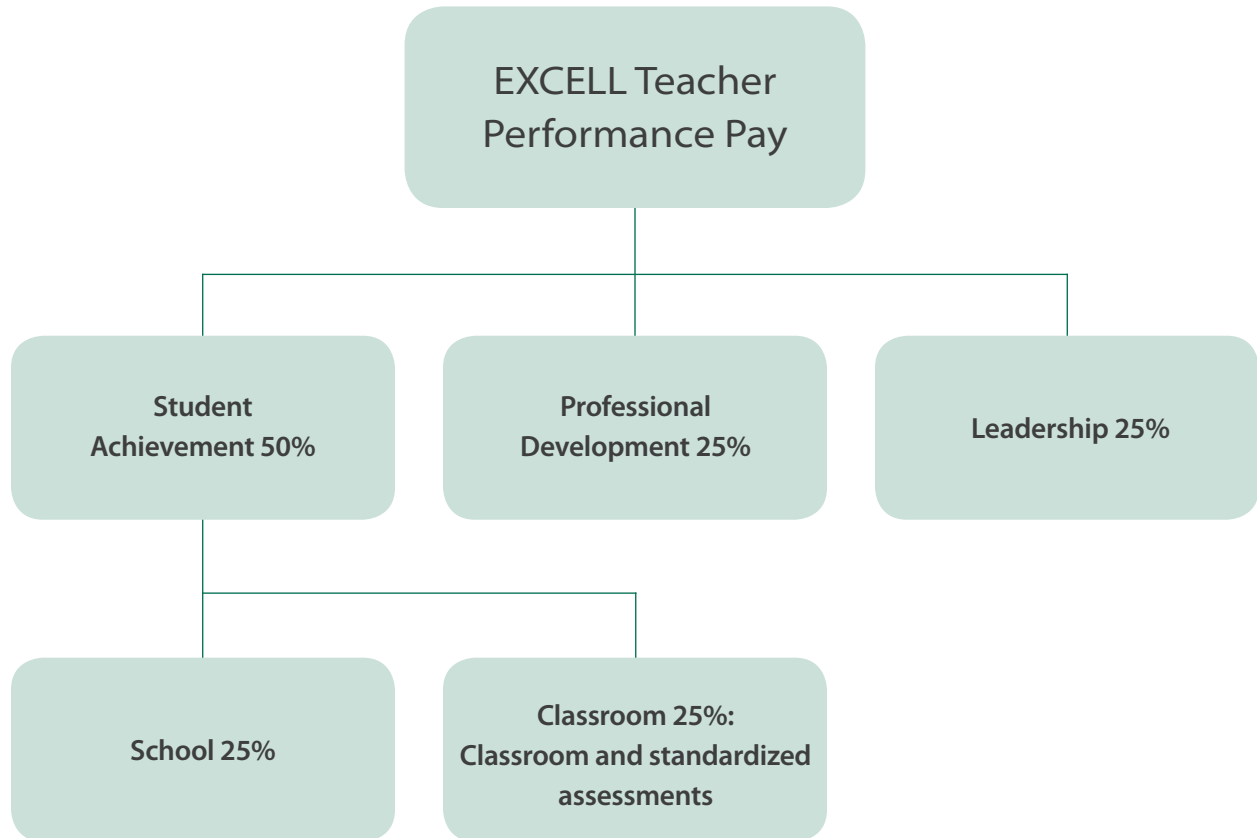 EXCELL Teacher
Performance Pay
Student
Achievement 50%
Professional
Development 25%
Leadership 25%
School 25%
Classroom 25%:
Classroom and standardized
assessments